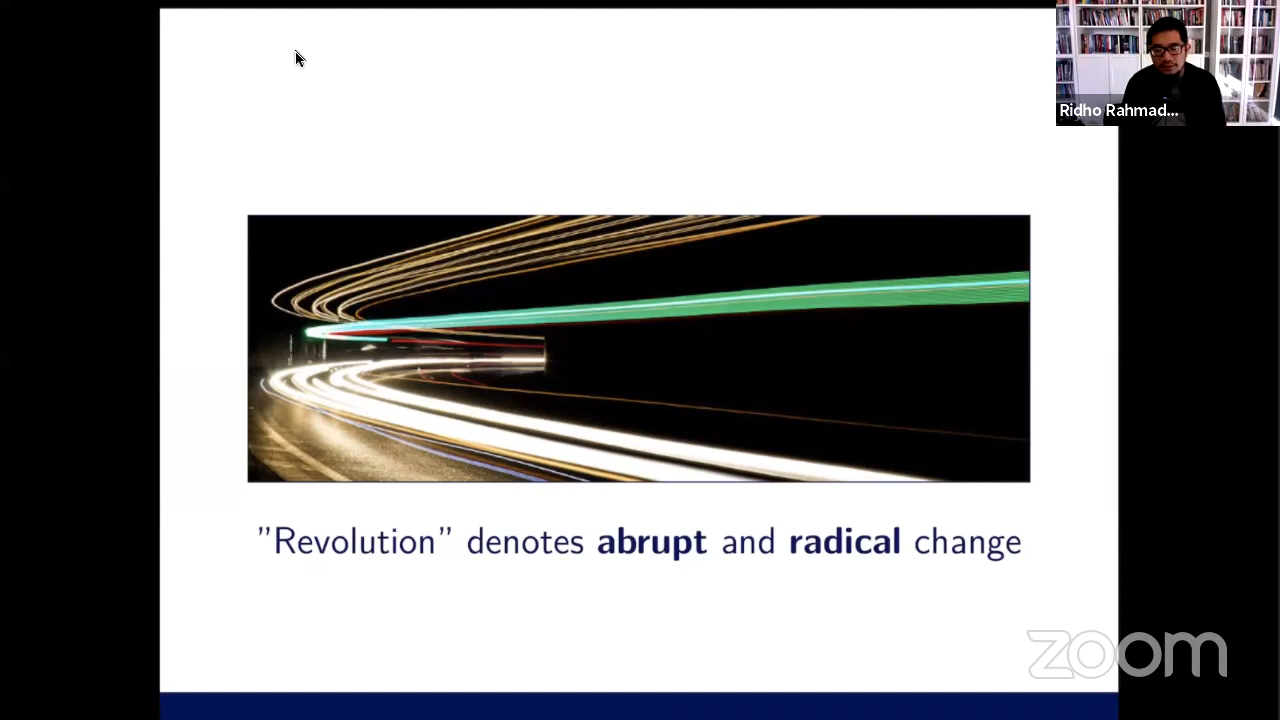 Ridho Rahmad...
”Revolution” denotes abrupt and radical change
zoom